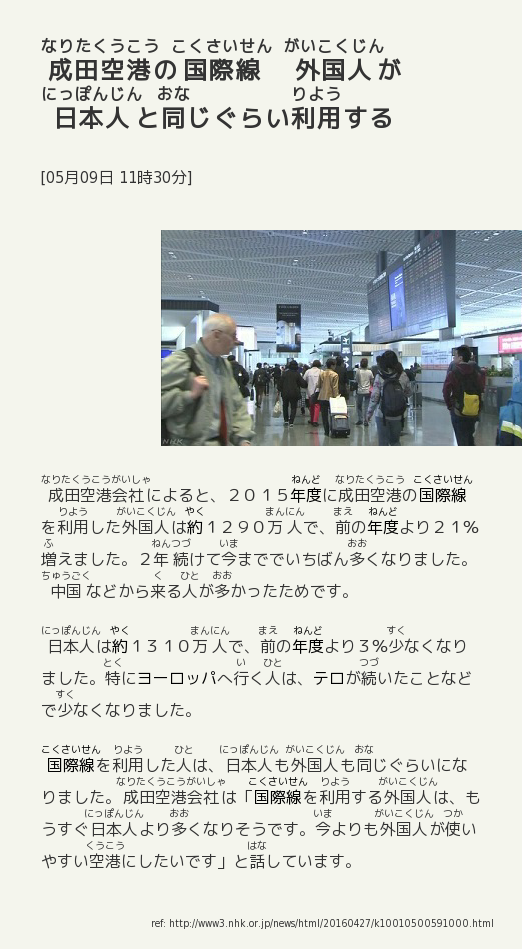 なりたくうこう こくさいせん がいこくじん
成田空港の国際線 外国人が
にっぽんじん おな りよう
日本人と同じぐらい利用する
[05月09日 11時30分]
NHK
なりたくうこうがいしゃ ねんど なりたくうこう こくさいせん
成田空港会社によると、２０１５年度に成田空港の国際線
りよう がいこくじん やく まんにん まえ ねんど
を利用した外国人は約１２９０万人で、前の年度より２１％
ふ ねんつづ いま おお
増えました。２年続けて今まででいちばん多くなりました。
ちゅうごく く ひと おお
中国などから来る人が多かったためです。
にっぽんじん やく まんにん まえ ねんど すく
日本人は約１３１０万人で、前の年度より３％少なくなり
とく い ひと つづ
ました。特にヨーロッパへ行く人は、テロが続いたことなど
すく
で少なくなりました。
こくさいせん りよう ひと にっぽんじん がいこくじん おな
国際線を利用した人は、日本人も外国人も同じぐらいにな
なりたくうこうがいしゃ こくさいせん りよう がいこくじん
りました。成田空港会社は「国際線を利用する外国人は、も
にっぽんじん おお いま がいこくじん つか
うすぐ日本人より多くなりそうです。今よりも外国人が使い
くうこう はな
やすい空港にしたいです」と話しています。
ref: http://www3.nhk.or.jp/news/html/20160427/k10010500591000.html